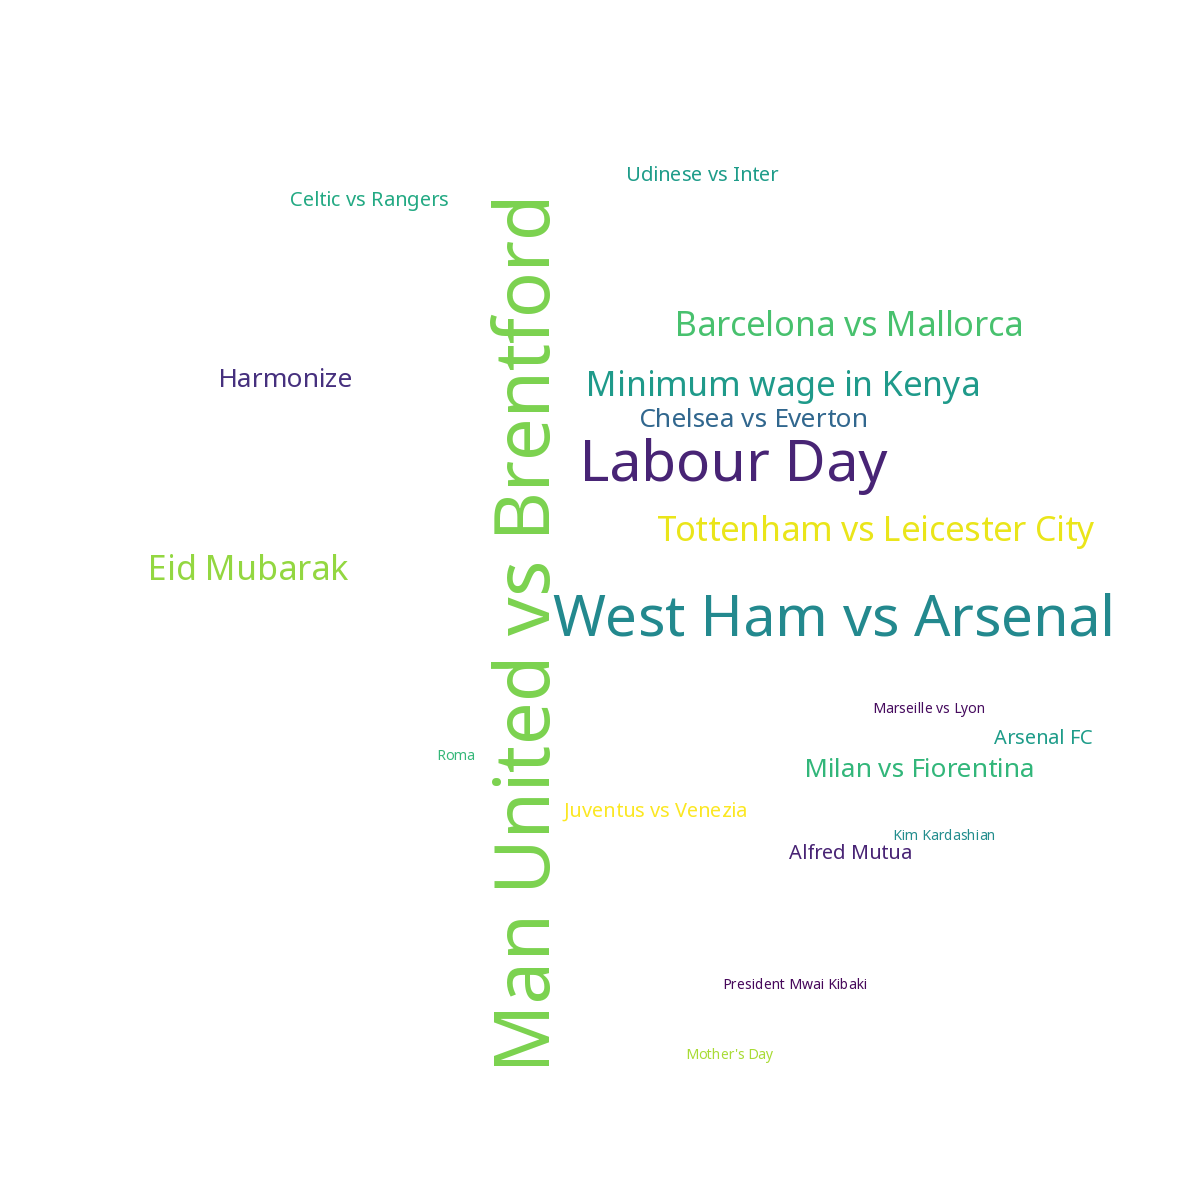 Udinese vs Inter
Celtic vs Rangers
Man United vs Brentford
Barcelona vs Mallorca
Harmonize
Minimum wage in Kenya
Chelsea vs Everton
Labour Day
Tottenham vs Leicester City
Eid Mubarak
West Ham vs Arsenal
Marseille vs Lyon
Arsenal FC
Roma
Milan vs Fiorentina
Juventus vs Venezia
Kim Kardashian
Alfred Mutua
President Mwai Kibaki
Mother's Day